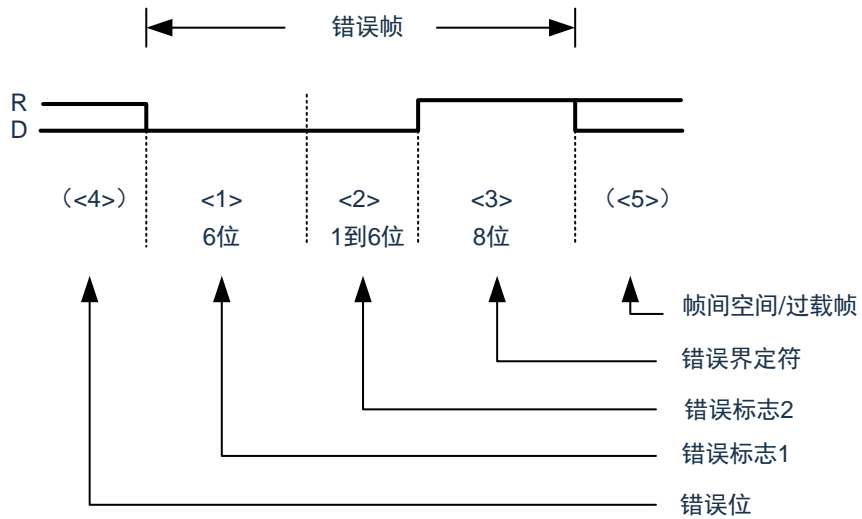 错误帧
R
D
（<4>） <1> <2> <3> （<5>）
6位 1到6位 8位
帧间空间/过载帧
错误界定符
错误标志2
错误标志1
错误位